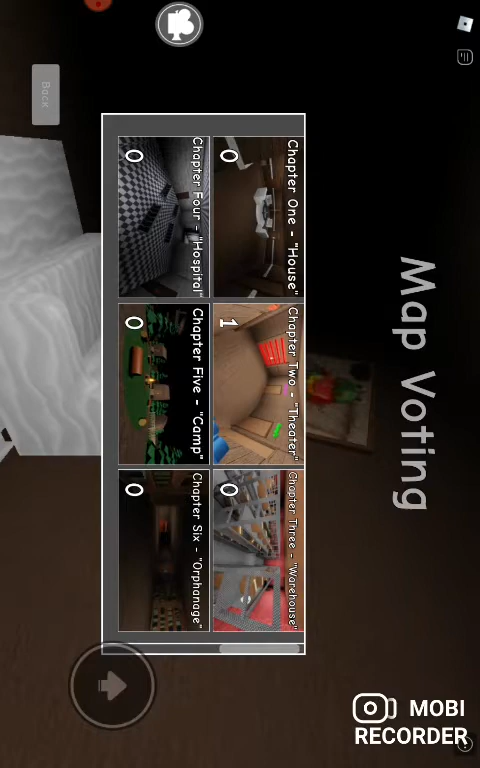 Map Voting
Chapter One - "House"
0
Chapter Two - "Theater"
1
Chapter Three - "Warehouse"
0
Chapter Four - "Hospital"
0
Chapter Five - "Camp"
0
Chapter Six - "Orphanage"
0
Back
MOBI
RECORDER